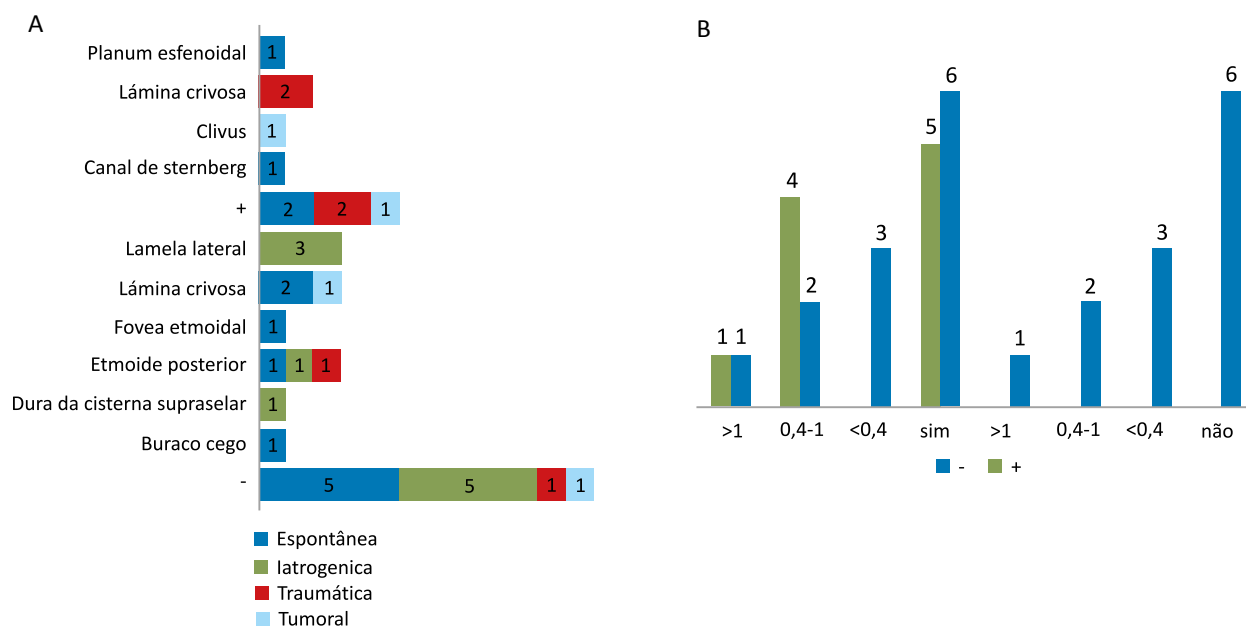 A
Planum esfenoidal 1
Lámina crivosa 2
Clivus 1
Canal de sternberg 1
+ 2 2 1
Lamela lateral 3
Lámina crivosa 2 1
Fovea etmoidal 1
Etmoide posterior 1 1 1
Dura da cisterna supraselar 1
Buraco cego 1
- 5 5 1 1
Espontânea
Iatrogenica
Traumática
Tumoral
B
1 1 4 2 3 5 6 1 2 3 6
>1 0,4-1 <0,4 sim >1 0,4-1 <0,4 não
- +